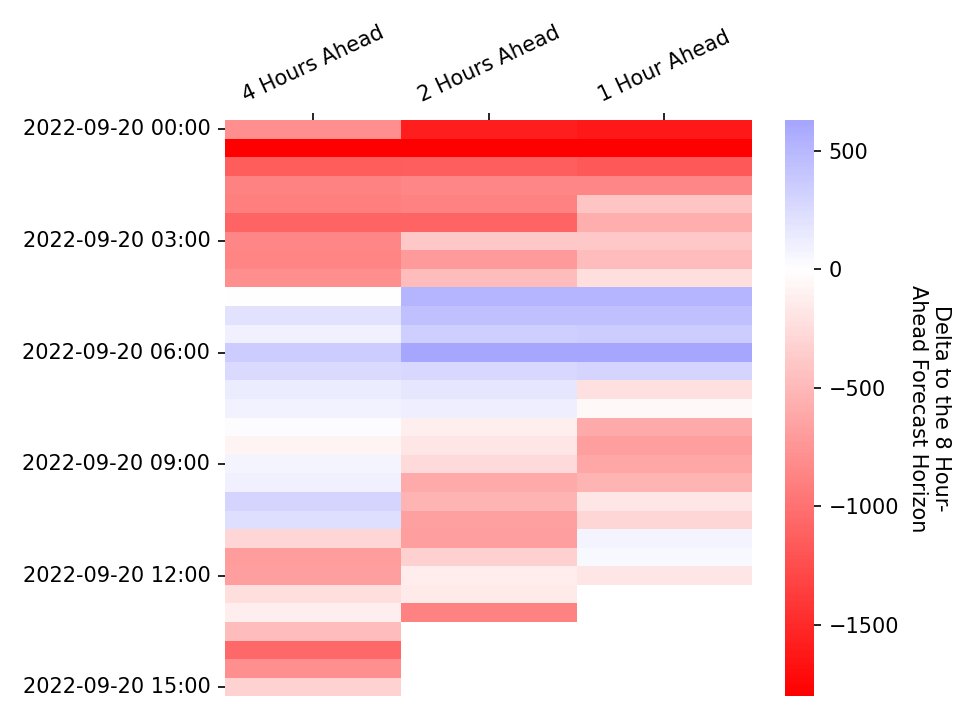 4 Hours Ahead
2 Hours Ahead
1 Hour Ahead
2022-09-20 00:00
2022-09-20 03:00
2022-09-20 06:00
2022-09-20 09:00
2022-09-20 12:00
2022-09-20 15:00
500
0
−500
−1000
−1500
Delta to the 8 Hour-
Ahead Forecast Horizon